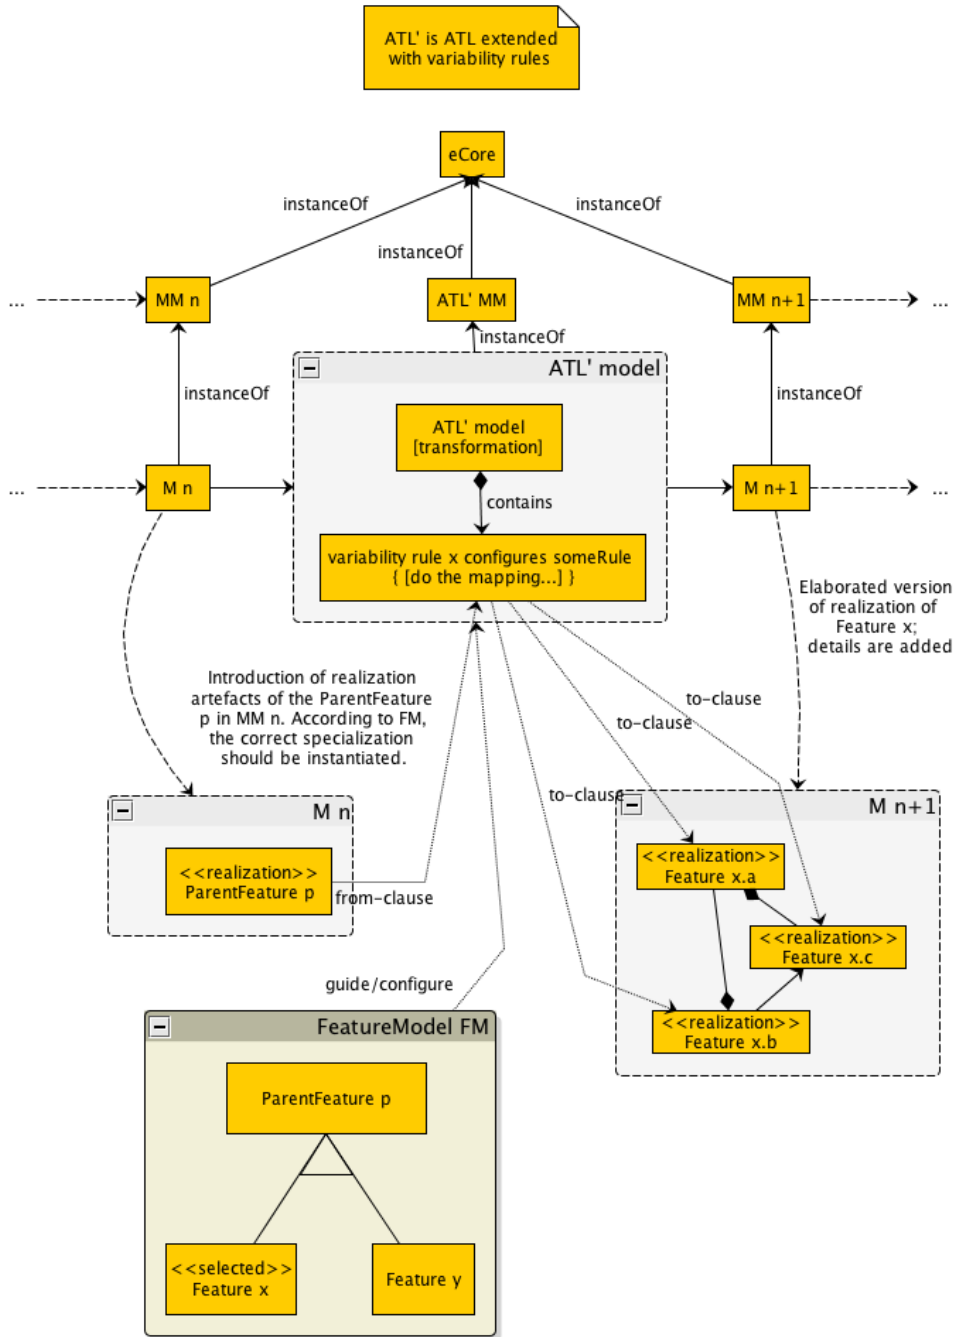 ATL' is ATL extended
with variability rules
eCore
instanceOf
instanceOf
instanceOf
...
MM n
ATL' MM
MM n+1
...
instanceOf
ATL' model
instanceOf
instanceOf
ATL' model
[transformation]
...
M n
M n+1
...
contains
variability rule x configures someRule
{ [do the mapping...] }
Elaborated version
of realization of
Feature x;
details are added
Introduction of realization
artefacts of the ParentFeature
p in MM n. According to FM,
the correct specialization
should be instantiated.
to-clause
to-clause
to-clause
M n
M n+1
<<realization>>
ParentFeature p
from-clause
<<realization>>
Feature x.a
<<realization>>
Feature x.c
<<realization>>
Feature x.b
guide/configure
FeatureModel FM
ParentFeature p
<<selected>>
Feature x
Feature y